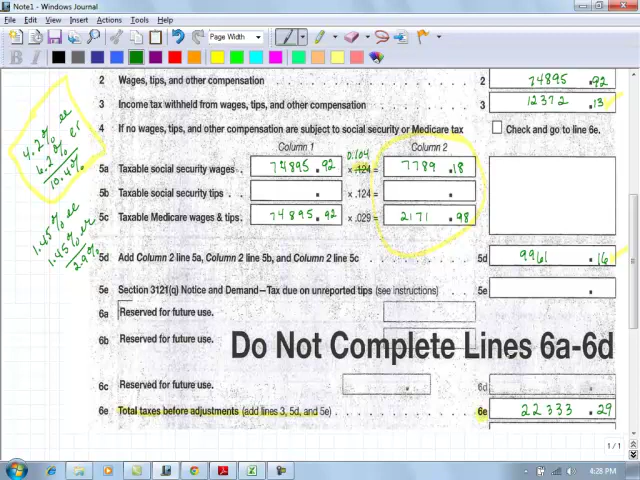 Note1 - Windows Journal
File Edit View Insert Actions Tools Help
Page Width
2 Wages, tips, and other compensation 2 74895.92
3 Income tax withheld from wages, tips, and other compensation 3 12372.13
4 If no wages, tips, and other compensation are subject to social security or Medicare tax Check and go to line 6e.
Column 1 Column 2
0.104
5a Taxable social security wages 74895.92 × .124 = 7789.18
5b Taxable social security tips . × .124 = .
5c Taxable Medicare wages & tips 74895.92 × .029 = 2171.98
4.2% ee
6.2% er
10.4%
1.45% ee
1.45% er
2.9%
5d Add Column 2 line 5a, Column 2 line 5b, and Column 2 line 5c 5d 9961.16
5e Section 3121(q) Notice and Demand—Tax due on unreported tips (see instructions) 5e .
6a Reserved for future use.
6b Reserved for future use.
Do Not Complete Lines 6a-6d
6c Reserved for future use. . 6d
6e Total taxes before adjustments (add lines 3, 5d, and 5e) 6e 22333.29
1/1
4:28 PM